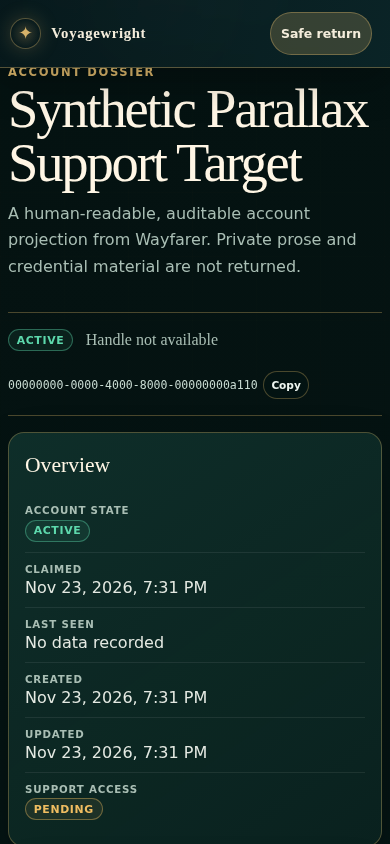 Voyagewright
Safe return
ACCOUNT DOSSIER
Synthetic Parallax
Support Target
A human-readable, auditable account
projection from Wayfarer. Private prose and
credential material are not returned.
ACTIVE Handle not available
00000000-0000-4000-8000-00000000a110 Copy
Overview
ACCOUNT STATE
ACTIVE
CLAIMED
Nov 23, 2026, 7:31 PM
LAST SEEN
No data recorded
CREATED
Nov 23, 2026, 7:31 PM
UPDATED
Nov 23, 2026, 7:31 PM
SUPPORT ACCESS
PENDING